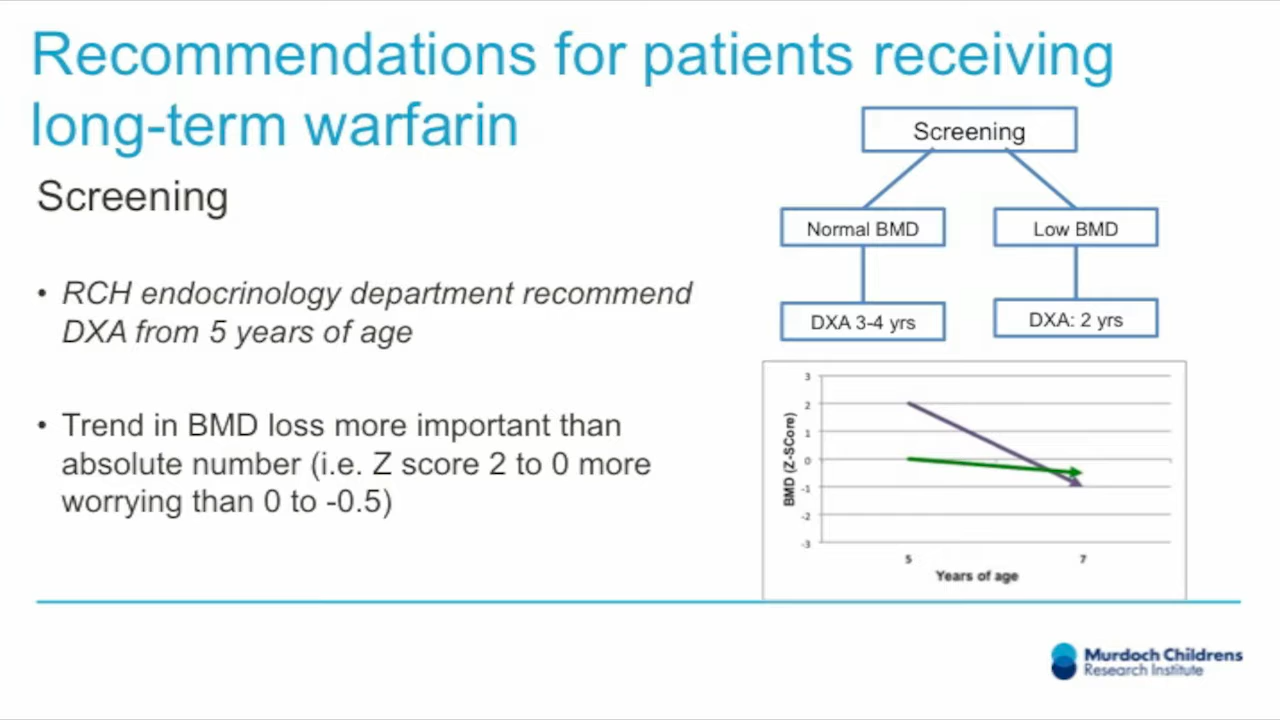 Recommendations for patients receiving
long-term warfarin
Screening
• RCH endocrinology department recommend
DXA from 5 years of age
• Trend in BMD loss more important than
absolute number (i.e. Z score 2 to 0 more
worrying than 0 to -0.5)
Screening
Normal BMD
Low BMD
DXA 3-4 yrs
DXA: 2 yrs
BMD (Z-SCore)
3
2
1
0
-1
-2
-3
5
7
Years of age
Murdoch Childrens
Research Institute